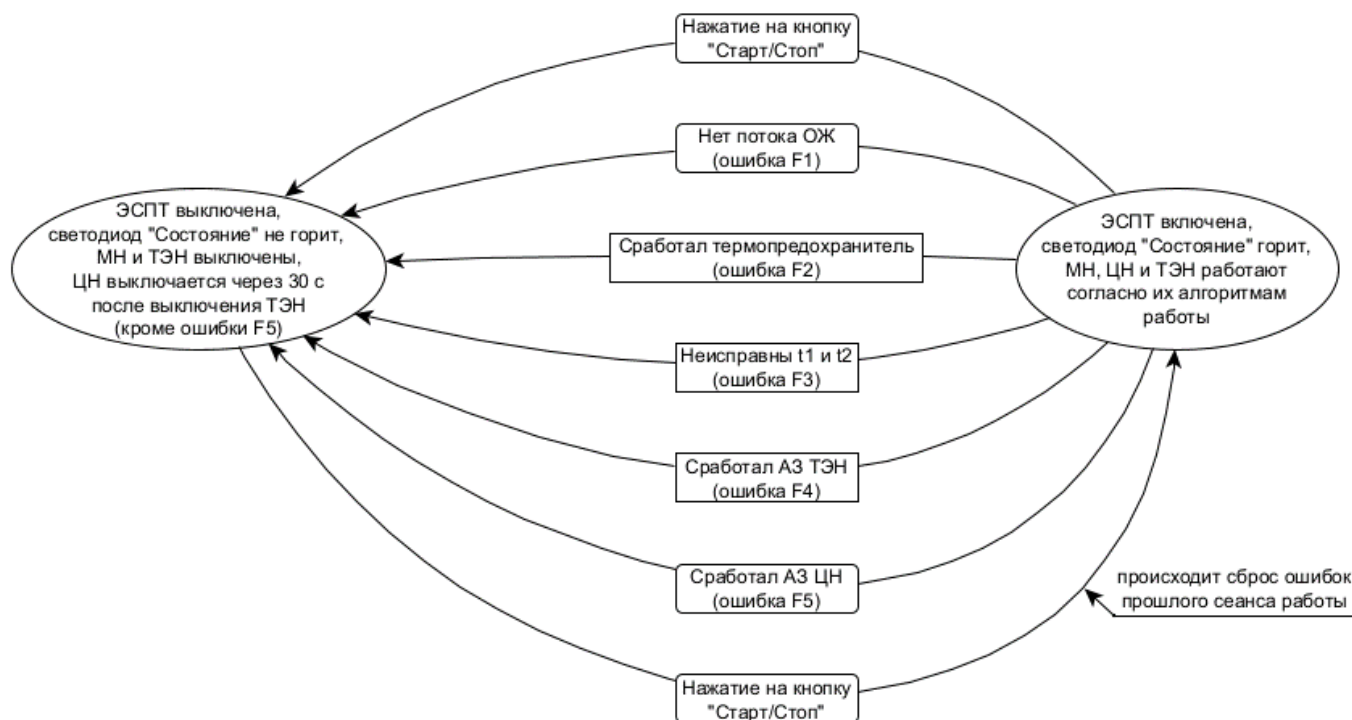 Нажатие на кнопку
"Старт/Стоп"
Нет потока ОЖ
(ошибка F1)
ЭСПТ выключена,
светодиод "Состояние" не горит,
МН и ТЭН выключены,
ЦН выключается через 30 с
после выключения ТЭН
(кроме ошибки F5)
Сработал термопредохранитель
(ошибка F2)
ЭСПТ включена,
светодиод "Состояние" горит,
МН, ЦН и ТЭН работают
согласно их алгоритмам
работы
Неисправны t1 и t2
(ошибка F3)
Сработал АЗ ТЭН
(ошибка F4)
Сработал АЗ ЦН
(ошибка F5)
происходит сброс ошибок
прошлого сеанса работы
Нажатие на кнопку
"Старт/Стоп"